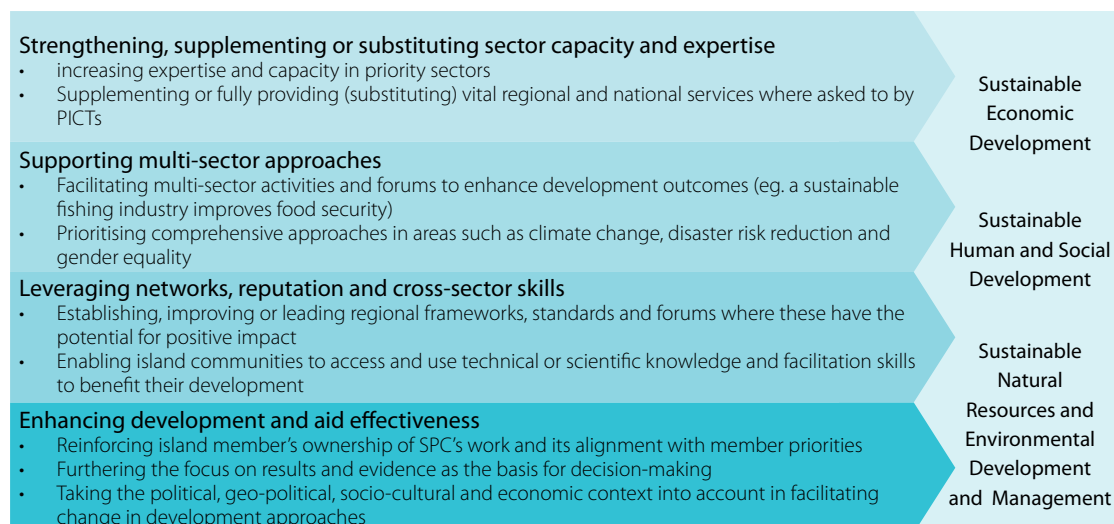 Strengthening, supplementing or substituting sector capacity and expertise
• increasing expertise and capacity in priority sectors
• Supplementing or fully providing (substituting) vital regional and national services where asked to by
PICTs
Supporting multi-sector approaches
• Facilitating multi-sector activities and forums to enhance development outcomes (eg. a sustainable
fishing industry improves food security)
• Prioritising comprehensive approaches in areas such as climate change, disaster risk reduction and
gender equality
Leveraging networks, reputation and cross-sector skills
• Establishing, improving or leading regional frameworks, standards and forums where these have the
potential for positive impact
• Enabling island communities to access and use technical or scientific knowledge and facilitation skills
to benefit their development
Enhancing development and aid effectiveness
• Reinforcing island member's ownership of SPC's work and its alignment with member priorities
• Furthering the focus on results and evidence as the basis for decision-making
• Taking the political, geo-political, socio-cultural and economic context into account in facilitating
change in development approaches
Sustainable
Economic
Development
Sustainable
Human and Social
Development
Sustainable
Natural
Resources and
Environmental
Development
and Management